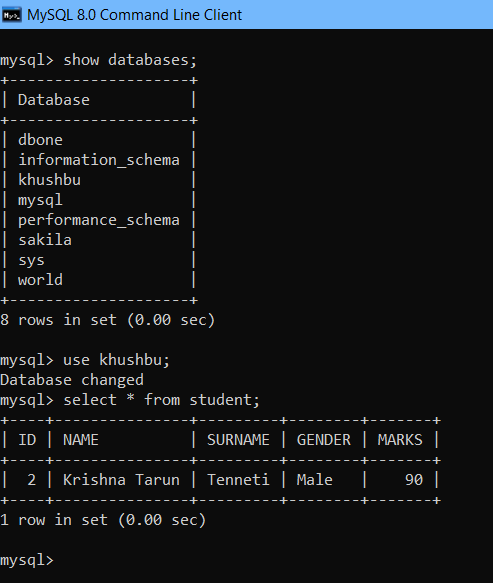 MySQL 8.0 Command Line Client
mysql> show databases;
+--------------------+
| Database           |
+--------------------+
| dbone              |
| information_schema |
| khushbu            |
| mysql              |
| performance_schema |
| sakila             |
| sys                |
| world              |
+--------------------+
8 rows in set (0.00 sec)
mysql> use khushbu;
Database changed
mysql> select * from student;
+----+---------------+---------+--------+-------+
| ID | NAME          | SURNAME | GENDER | MARKS |
+----+---------------+---------+--------+-------+
|  2 | Krishna Tarun | Tenneti | Male   |    90 |
+----+---------------+---------+--------+-------+
1 row in set (0.00 sec)
mysql>